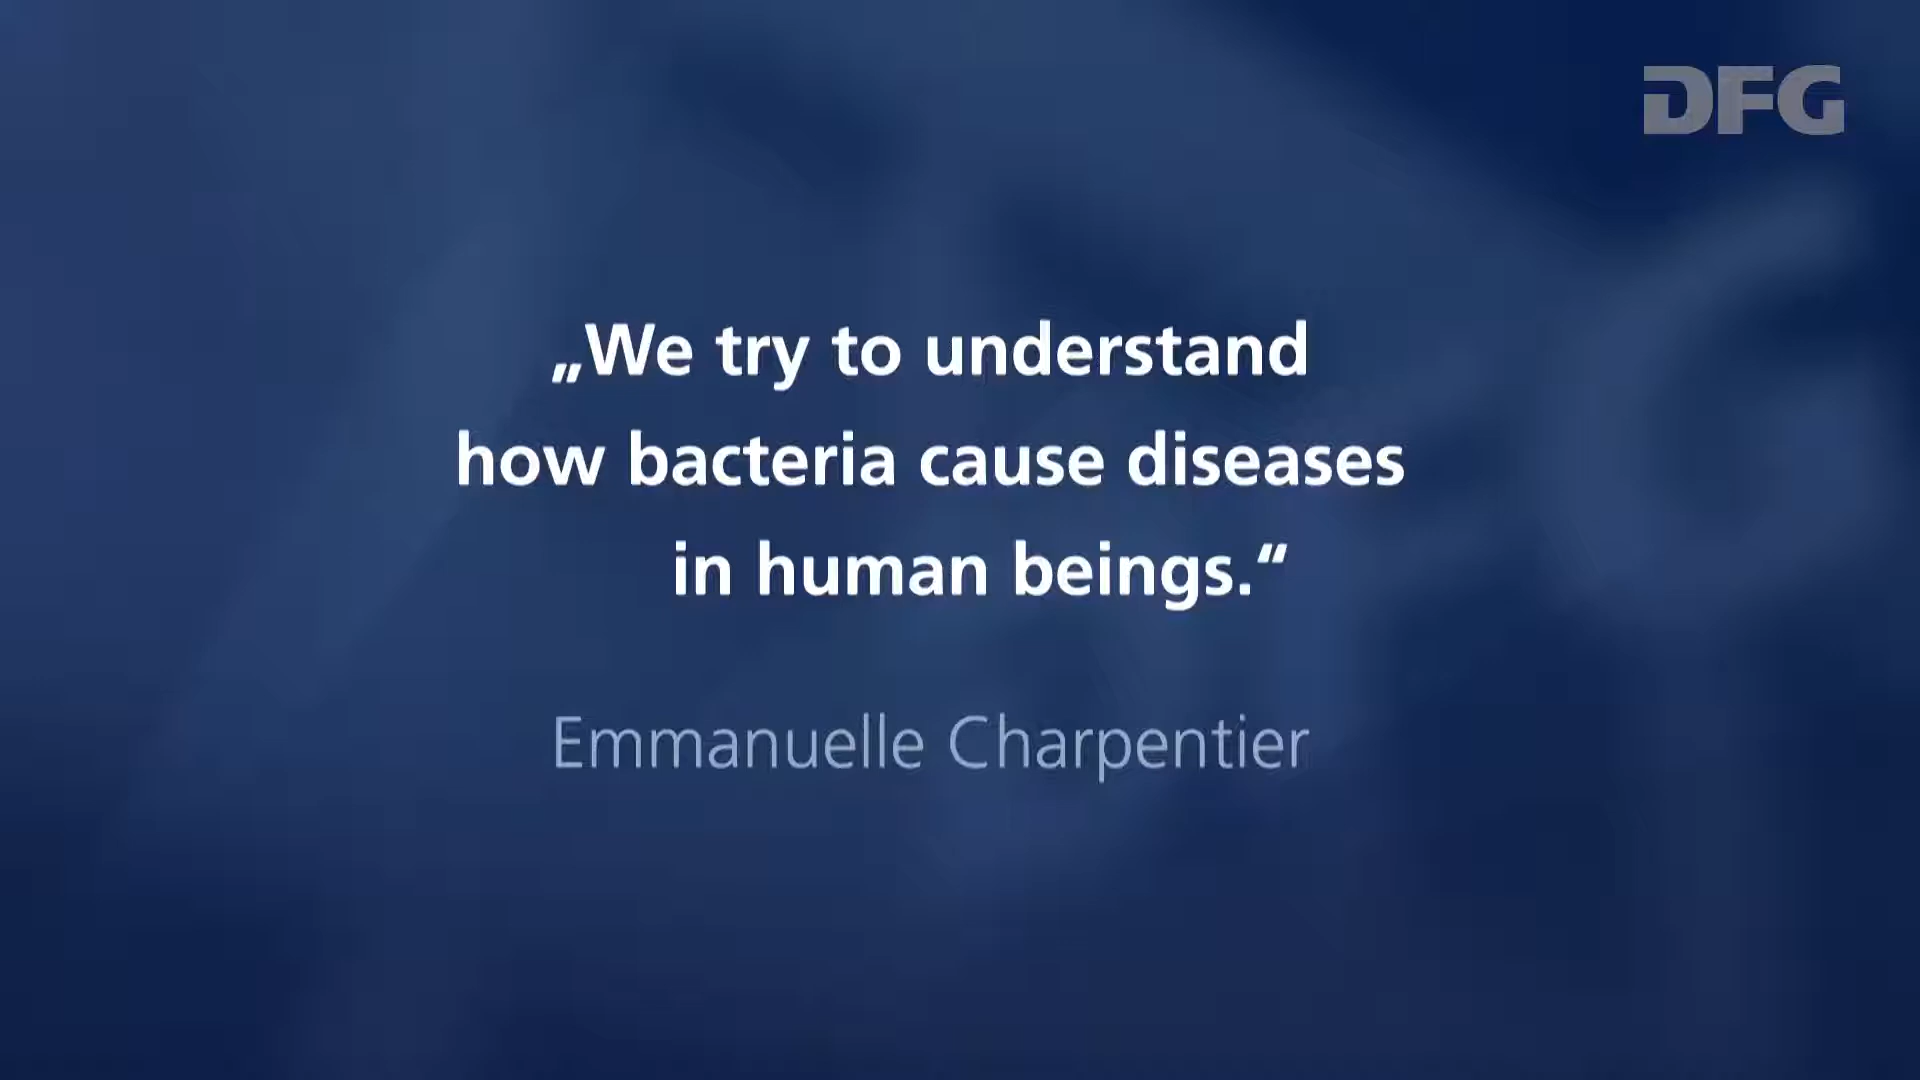 DFG
„We try to understand
how bacteria cause diseases
in human beings.“
Emmanuelle Charpentier